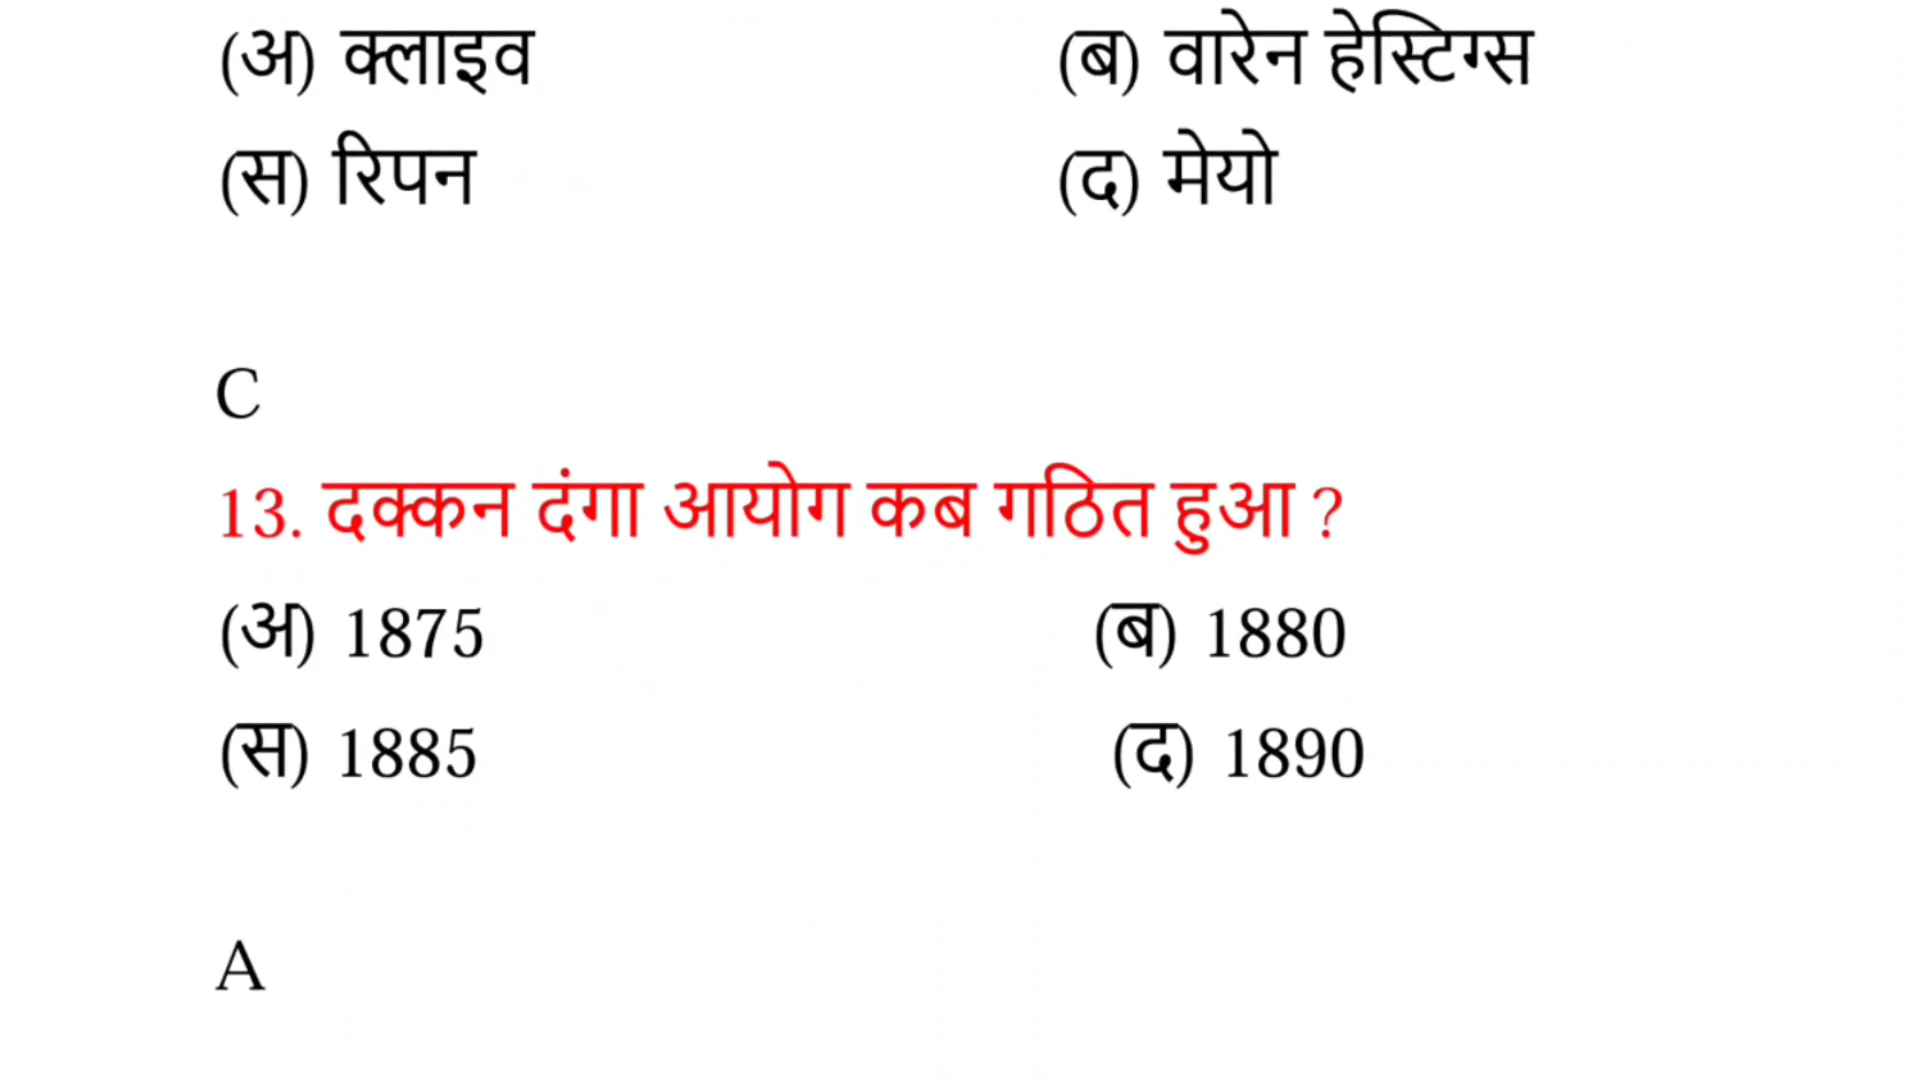 (अ) क्लाइव (ब) वारेन हेस्टिग्स
(स) रिपन (द) मेयो
C
13. दक्कन दंगा आयोग कब गठित हुआ ?
(अ) 1875 (ब) 1880
(स) 1885 (द) 1890
A